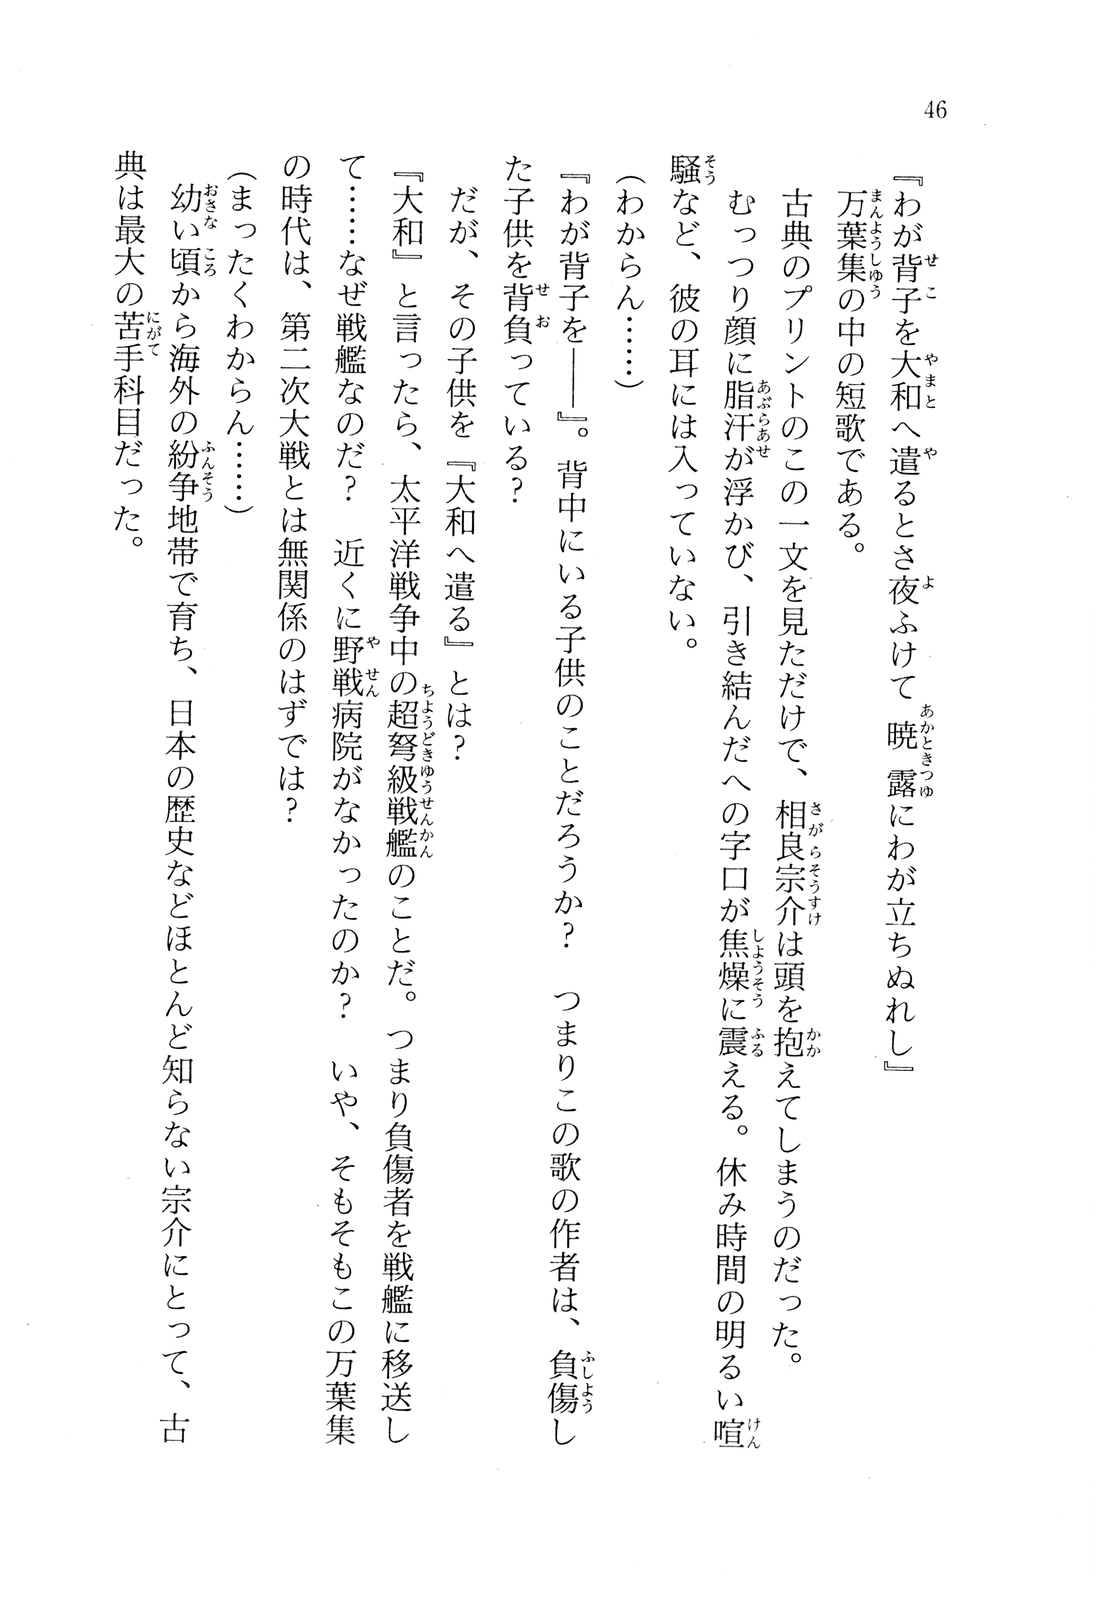 46
『わが背子を大和へ遣るとさ夜ふけて暁露にわが立ちぬれし』
万葉集の中の短歌である。
古典のプリントのこの一文を見ただけで、相良宗介は頭を抱えてしまうのだった。
むっつり顔に脂汗が浮かび、引き結んだへの字口が焦燥に震える。休み時間の明るい喧
騒など、彼の耳には入っていない。
（わからん……）
『わが背子を――』。背中にいる子供のことだろうか？　つまりこの歌の作者は、負傷し
た子供を背負っている？
だが、その子供を『大和へ遣る』とは？
『大和』と言ったら、太平洋戦争中の超弩級戦艦のことだ。つまり負傷者を戦艦に移送し
て……なぜ戦艦なのだ？　近くに野戦病院がなかったのか？　いや、そもそもこの万葉集
の時代は、第二次大戦とは無関係のはずでは？
（まったくわからん……）
幼い頃から海外の紛争地帯で育ち、日本の歴史などほとんど知らない宗介にとって、古
典は最大の苦手科目だった。